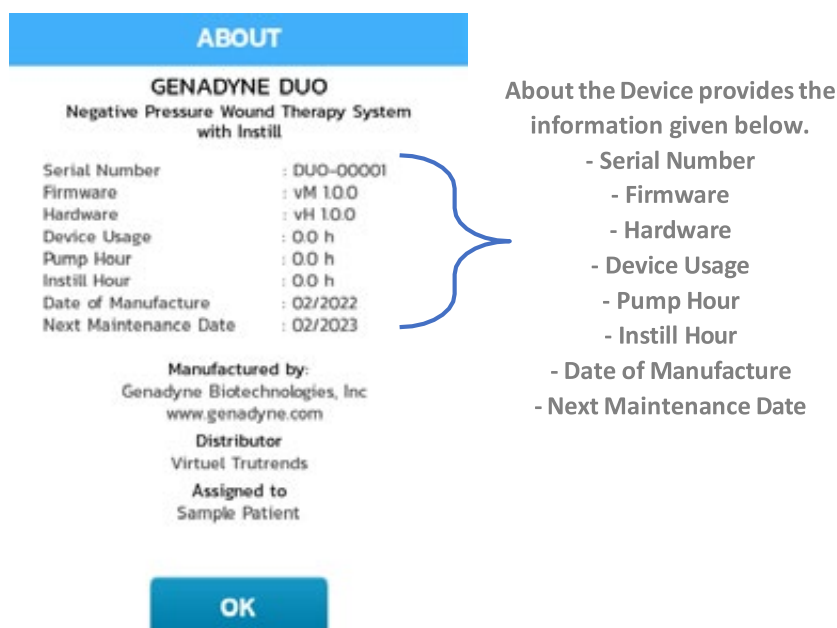 ABOUT
GENADYNE DUO
Negative Pressure Wound Therapy System
with Instill
Serial Number : DUO-00001
Firmware : vM 1.0.0
Hardware : vH 1.0.0
Device Usage : 0.0 h
Pump Hour : 0.0 h
Instill Hour : 0.0 h
Date of Manufacture : 02/2022
Next Maintenance Date : 02/2023
Manufactured by:
Genadyne Biotechnologies, Inc
www.genadyne.com
Distributor
Virtuel Trutrends
Assigned to
Sample Patient
OK
About the Device provides the
information given below.
- Serial Number
- Firmware
- Hardware
- Device Usage
- Pump Hour
- Instill Hour
- Date of Manufacture
- Next Maintenance Date